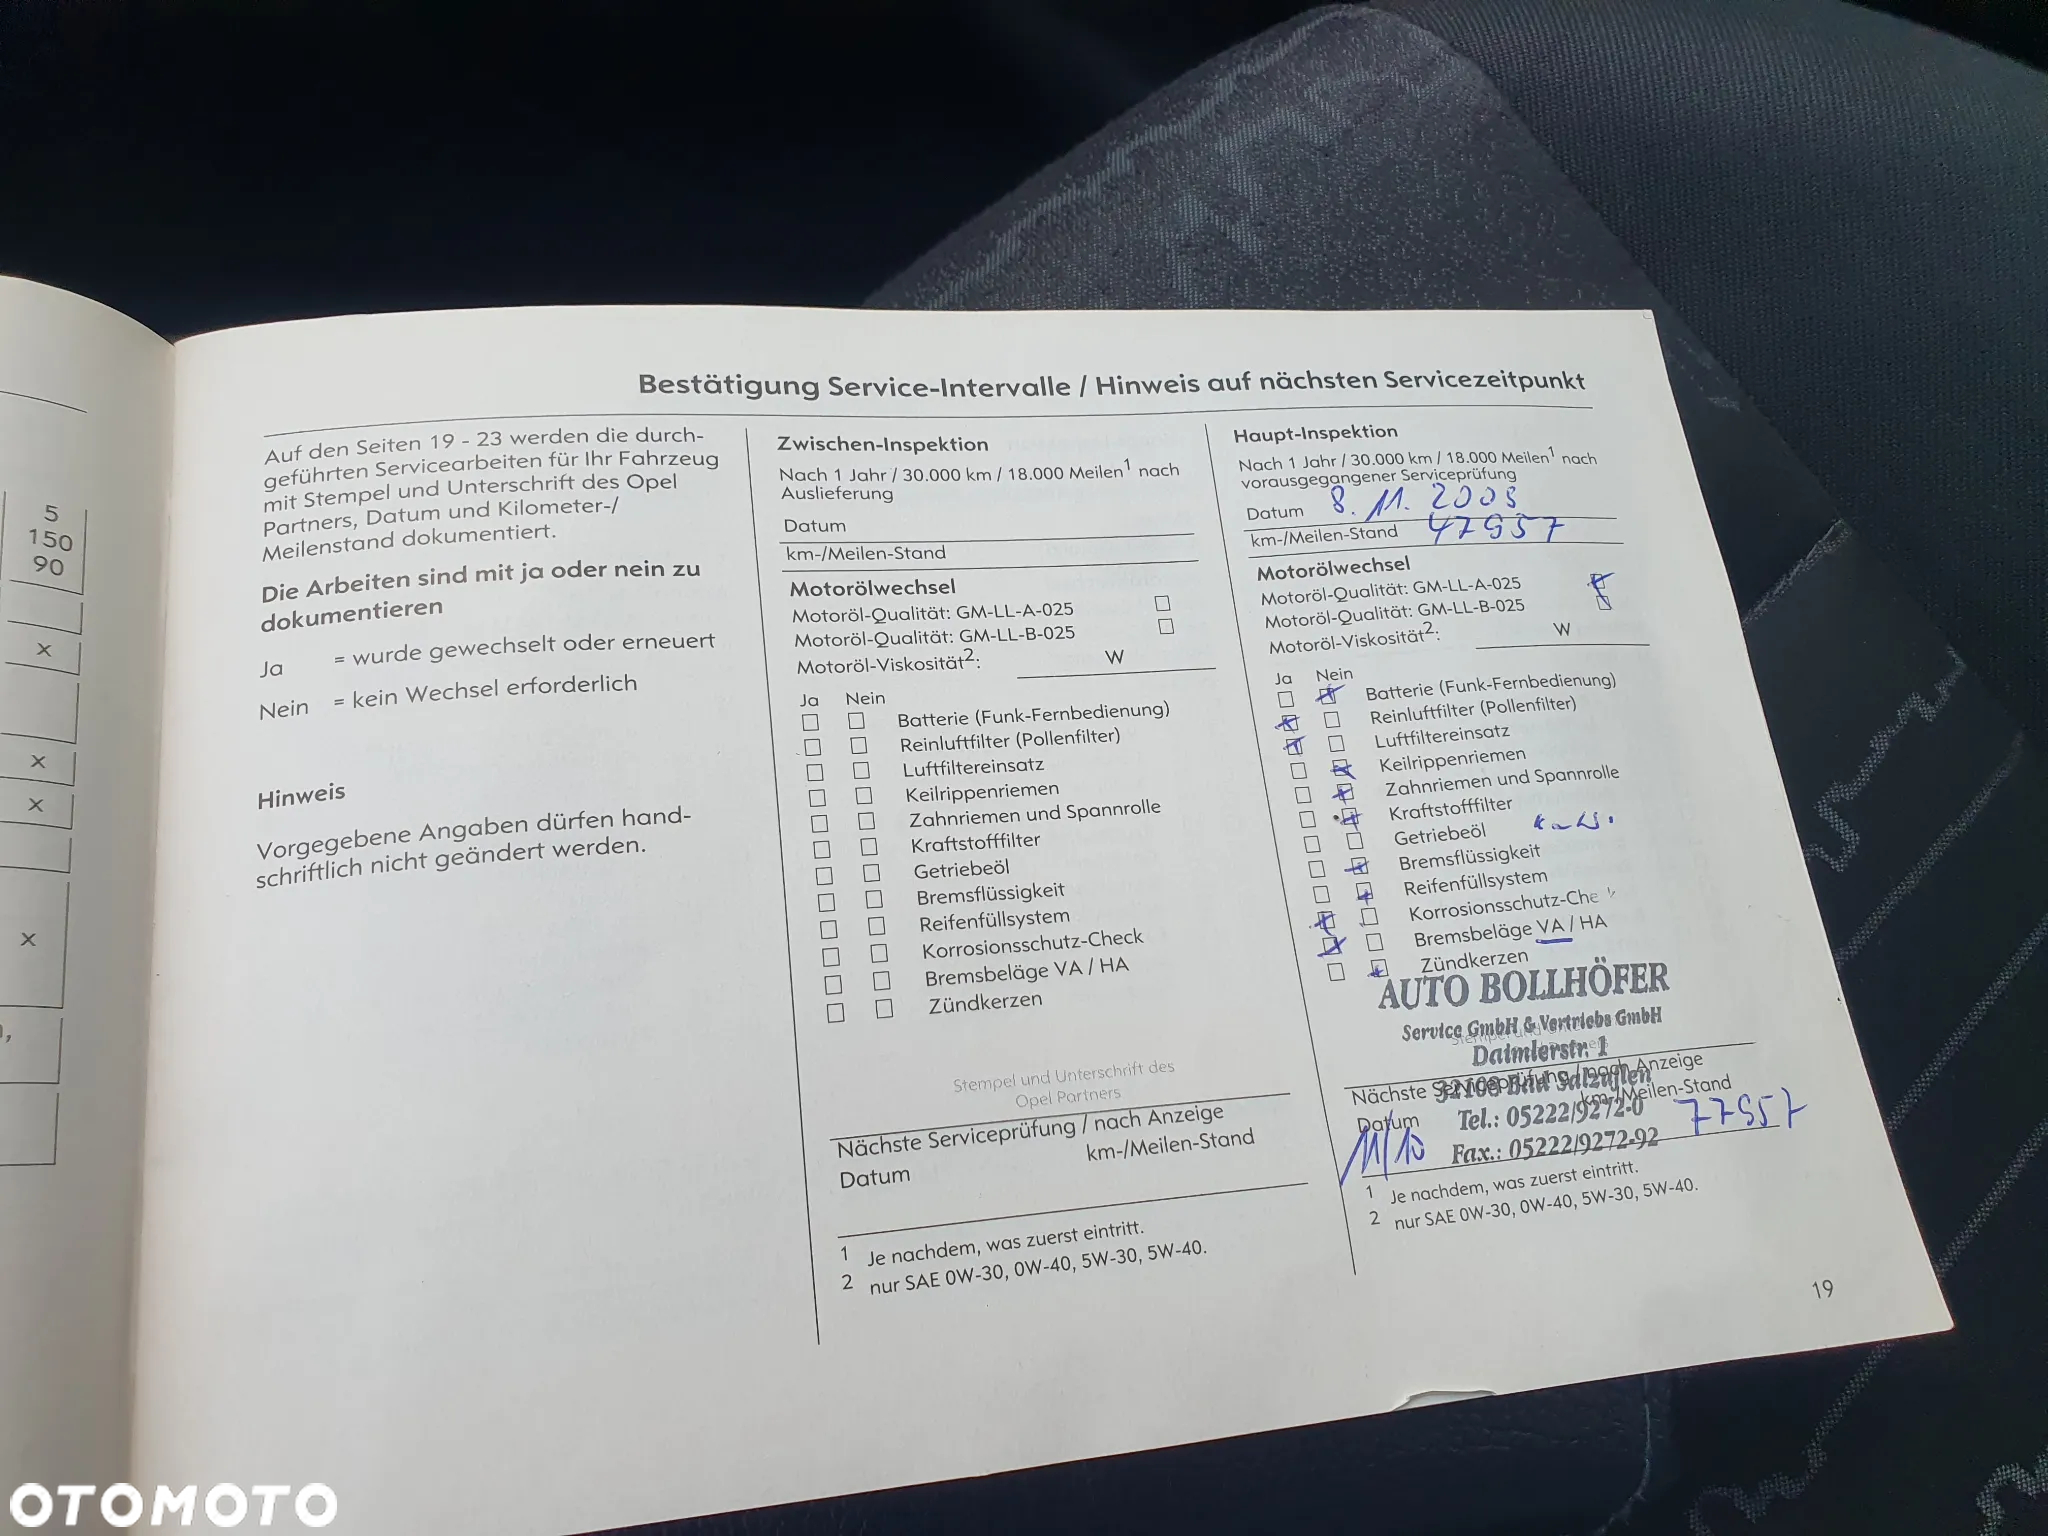 5
150
90
x
x
x
x
Bestätigung Service-Intervalle / Hinweis auf nächsten Servicezeitpunkt
Auf den Seiten 19 - 23 werden die durch-
geführten Servicearbeiten für Ihr Fahrzeug
mit Stempel und Unterschrift des Opel
Partners, Datum und Kilometer-/
Meilenstand dokumentiert.
Die Arbeiten sind mit ja oder nein zu
dokumentieren
Ja = wurde gewechselt oder erneuert
Nein = kein Wechsel erforderlich
Hinweis
Vorgegebene Angaben dürfen hand-
schriftlich nicht geändert werden.
Zwischen-Inspektion
Nach 1 Jahr / 30.000 km / 18.000 Meilen1 nach
Auslieferung
Datum
km-/Meilen-Stand
Motorölwechsel
Motoröl-Qualität: GM-LL-A-025
Motoröl-Qualität: GM-LL-B-025
Motoröl-Viskosität2: W
Ja Nein
Batterie (Funk-Fernbedienung)
Reinluftfilter (Pollenfilter)
Luftfiltereinsatz
Keilrippenriemen
Zahnriemen und Spannrolle
Kraftstofffilter
Getriebeöl
Bremsflüssigkeit
Reifenfüllsystem
Korrosionsschutz-Check
Bremsbeläge VA / HA
Zündkerzen
Stempel und Unterschrift des
Opel Partners
Nächste Serviceprüfung / nach Anzeige
Datum km-/Meilen-Stand
1 Je nachdem, was zuerst eintritt.
2 nur SAE 0W-30, 0W-40, 5W-30, 5W-40.
Haupt-Inspektion
Nach 1 Jahr / 30.000 km / 18.000 Meilen1 nach
vorausgegangener Serviceprüfung
Datum 8. 11. 2009
km-/Meilen-Stand 47957
Motorölwechsel
Motoröl-Qualität: GM-LL-A-025
Motoröl-Qualität: GM-LL-B-025
Motoröl-Viskosität2: W
Ja Nein
Batterie (Funk-Fernbedienung)
Reinluftfilter (Pollenfilter)
Luftfiltereinsatz
Keilrippenriemen
Zahnriemen und Spannrolle
Kraftstofffilter
Getriebeöl
Bremsflüssigkeit
Reifenfüllsystem
Korrosionsschutz-Che
Bremsbeläge VA / HA
Zündkerzen
AUTO BOLLHÖFER
Service GmbH & Vertriebs GmbH
Daimlerstr. 1
Nächste Serviceprüfung / nach Anzeige
32108 Bad Salzuflen
km-/Meilen-Stand
Datum Tel.: 05222/9272-0 77957
11/10 Fax.: 05222/9272-92
1 Je nachdem, was zuerst eintritt.
2 nur SAE 0W-30, 0W-40, 5W-30, 5W-40.
19
OTOMOTO